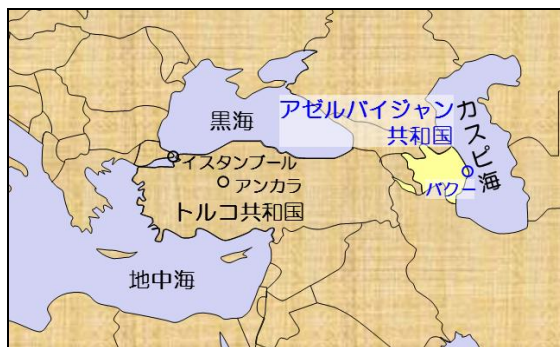 黒海
アゼルバイジャン
共和国
カスピ海
バクー
イスタンブール
アンカラ
トルコ共和国
地中海